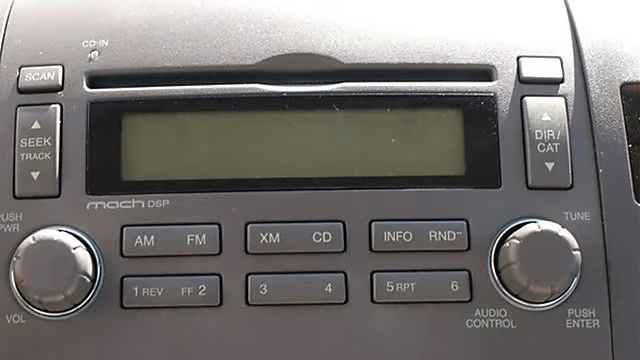 CD IN
SCAN
SEEK
TRACK
DIR/
CAT
mach DSP
PUSH
PWR
AM FM
XM CD
INFO RND
TUNE
1 REV FF 2
3 4
5 RPT 6
VOL
AUDIO
CONTROL
PUSH
ENTER